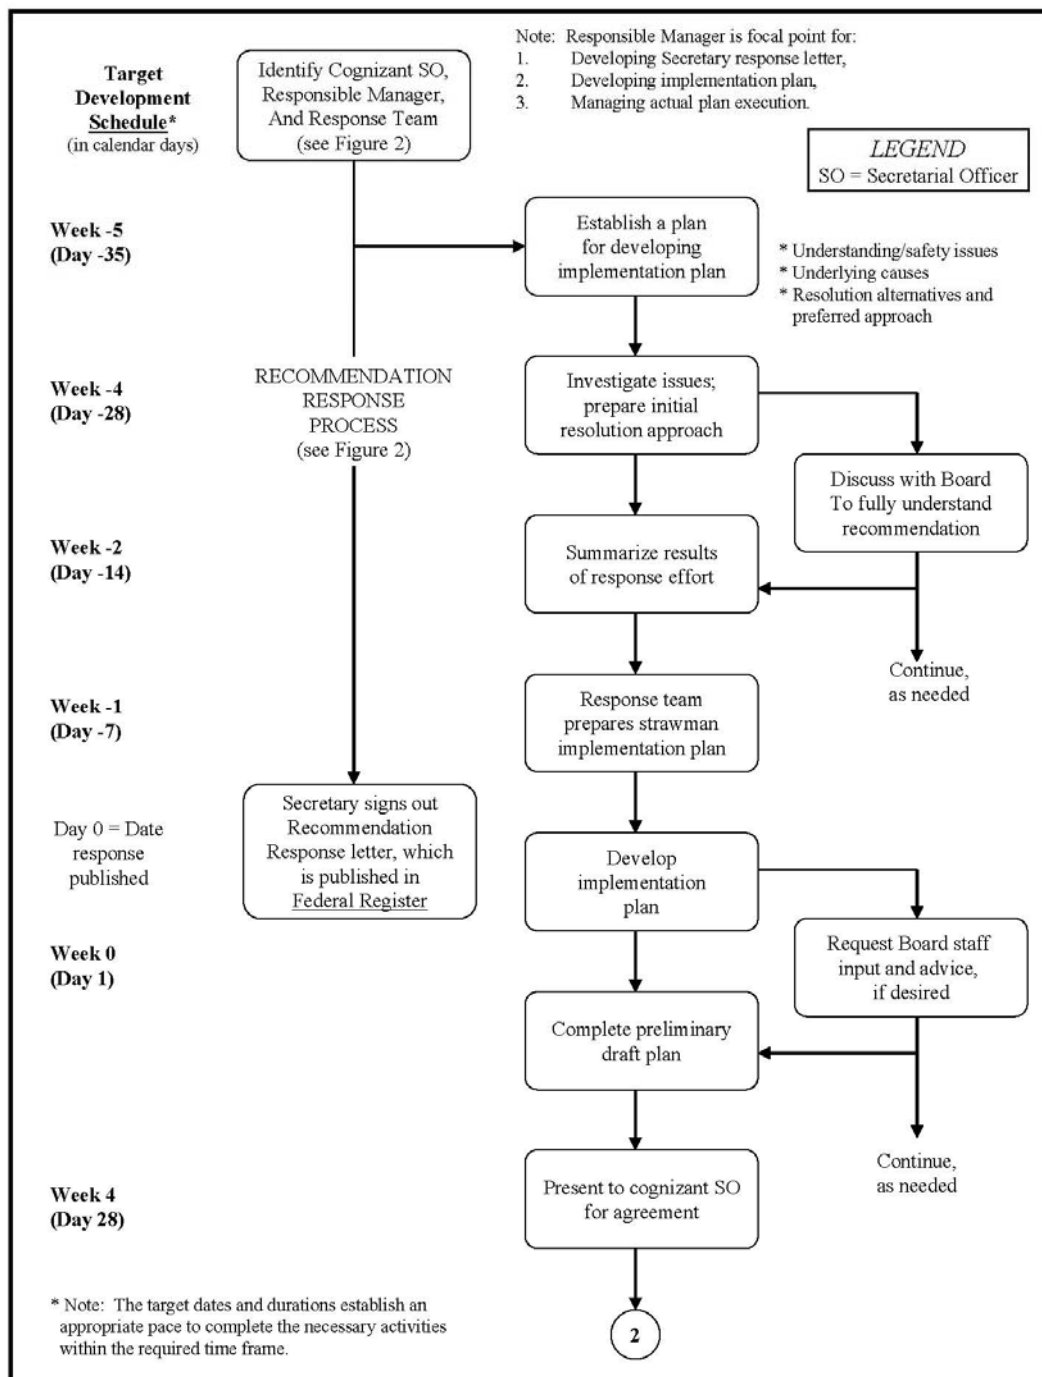 Note: Responsible Manager is focal point for:
1. Developing Secretary response letter,
2. Developing implementation plan,
3. Managing actual plan execution.
Target
Development
Schedule*
(in calendar days)
Identify Cognizant SO,
Responsible Manager,
And Response Team
(see Figure 2)
LEGEND
SO = Secretarial Officer
Week -5
(Day -35)
Establish a plan
for developing
implementation plan
* Understanding/safety issues
* Underlying causes
* Resolution alternatives and
preferred approach
Week -4
(Day -28)
RECOMMENDATION
RESPONSE
PROCESS
(see Figure 2)
Investigate issues;
prepare initial
resolution approach
Discuss with Board
To fully understand
recommendation
Week -2
(Day -14)
Summarize results
of response effort
Continue,
as needed
Week -1
(Day -7)
Response team
prepares strawman
implementation plan
Day 0 = Date
response
published
Secretary signs out
Recommendation
Response letter, which
is published in
Federal Register
Develop
implementation
plan
Week 0
(Day 1)
Request Board staff
input and advice,
if desired
Complete preliminary
draft plan
Continue,
as needed
Week 4
(Day 28)
Present to cognizant SO
for agreement
* Note: The target dates and durations establish an
appropriate pace to complete the necessary activities
within the required time frame.
2